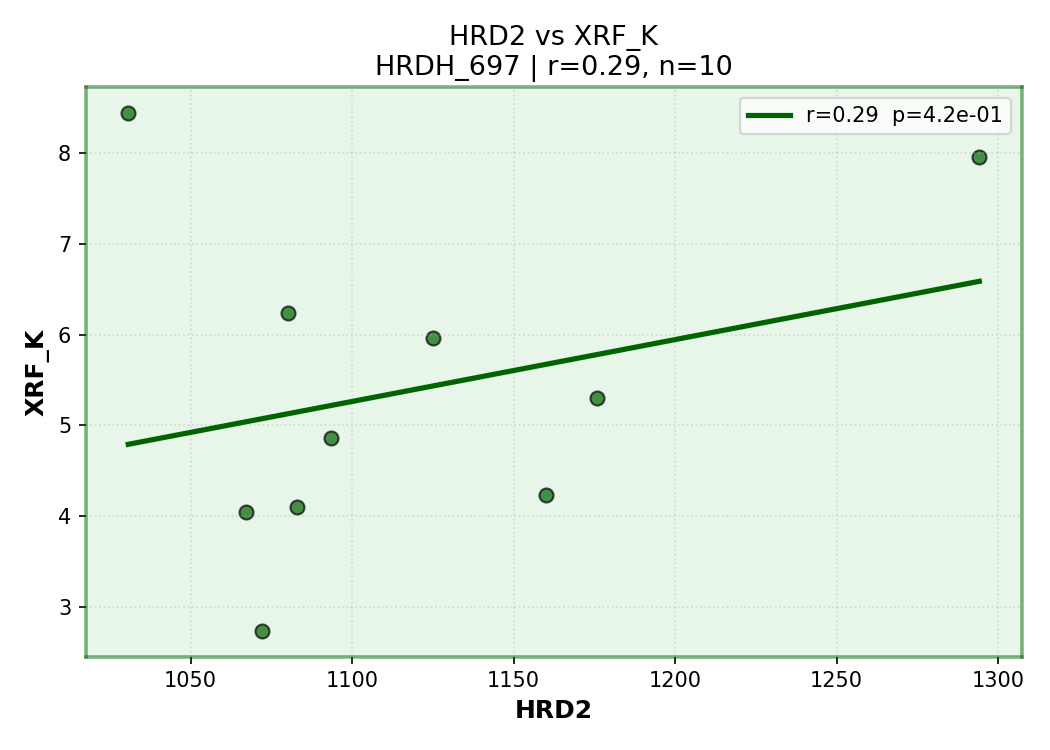 HRD2 vs XRF_K
HRDH_697 | r=0.29, n=10
r=0.29  p=4.2e-01
XRF_K
8
7
6
5
4
3
1050 1100 1150 1200 1250 1300
HRD2